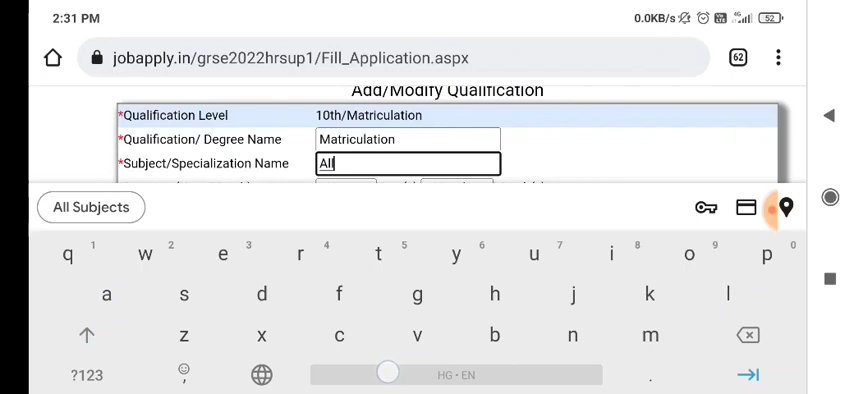 2:31 PM
0.0KB/s 4G 52
jobapply.in/grse2022hrsup1/Fill_Application.aspx 62
Add/Modify Qualification
*Qualification Level 10th/Matriculation
*Qualification/ Degree Name Matriculation
*Subject/Specialization Name All
All Subjects
q 1 w 2 e 3 r 4 t 5 y 6 u 7 i 8 o 9 p 0
a s d f g h j k l
z x c v b n m
?123 , HG • EN .